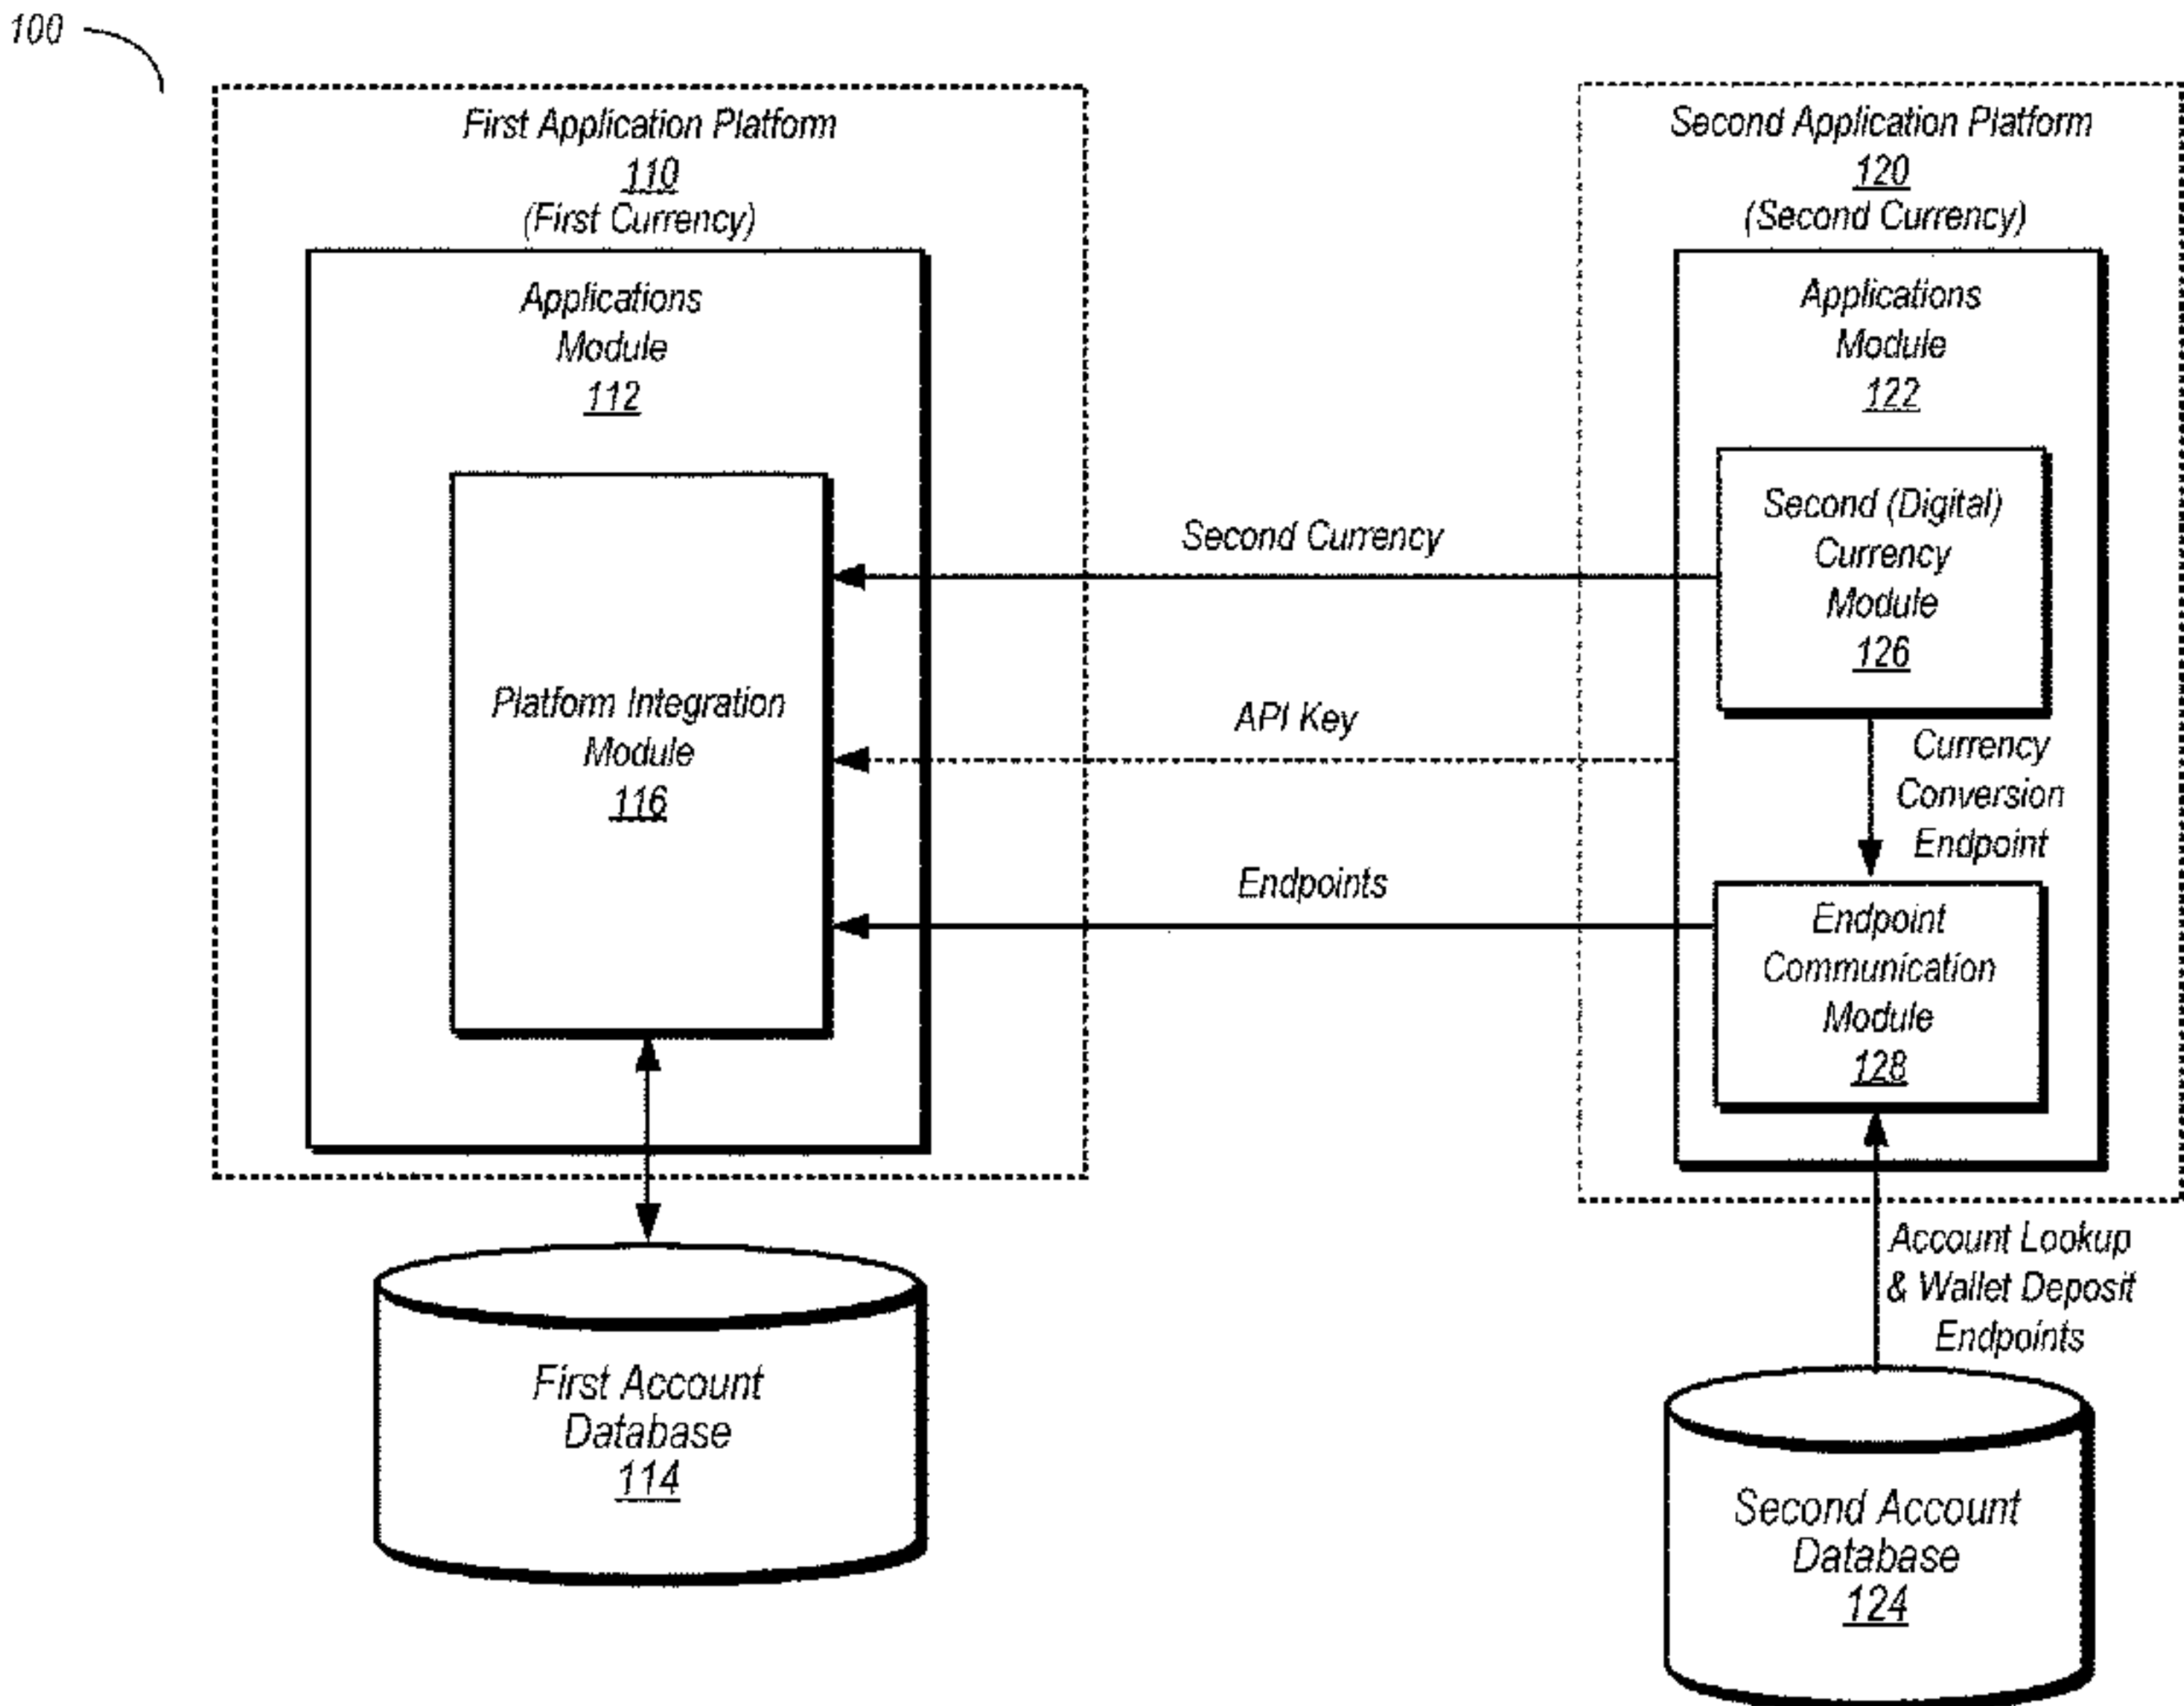 100
First Application Platform
110
(First Currency)
Applications
Module
112
Platform Integration
Module
116
First Account
Database
114
Second Currency
API Key
Endpoints
Second Application Platform
120
(Second Currency)
Applications
Module
122
Second (Digital)
Currency
Module
126
Currency
Conversion
Endpoint
Endpoint
Communication
Module
128
Account Lookup
& Wallet Deposit
Endpoints
Second Account
Database
124